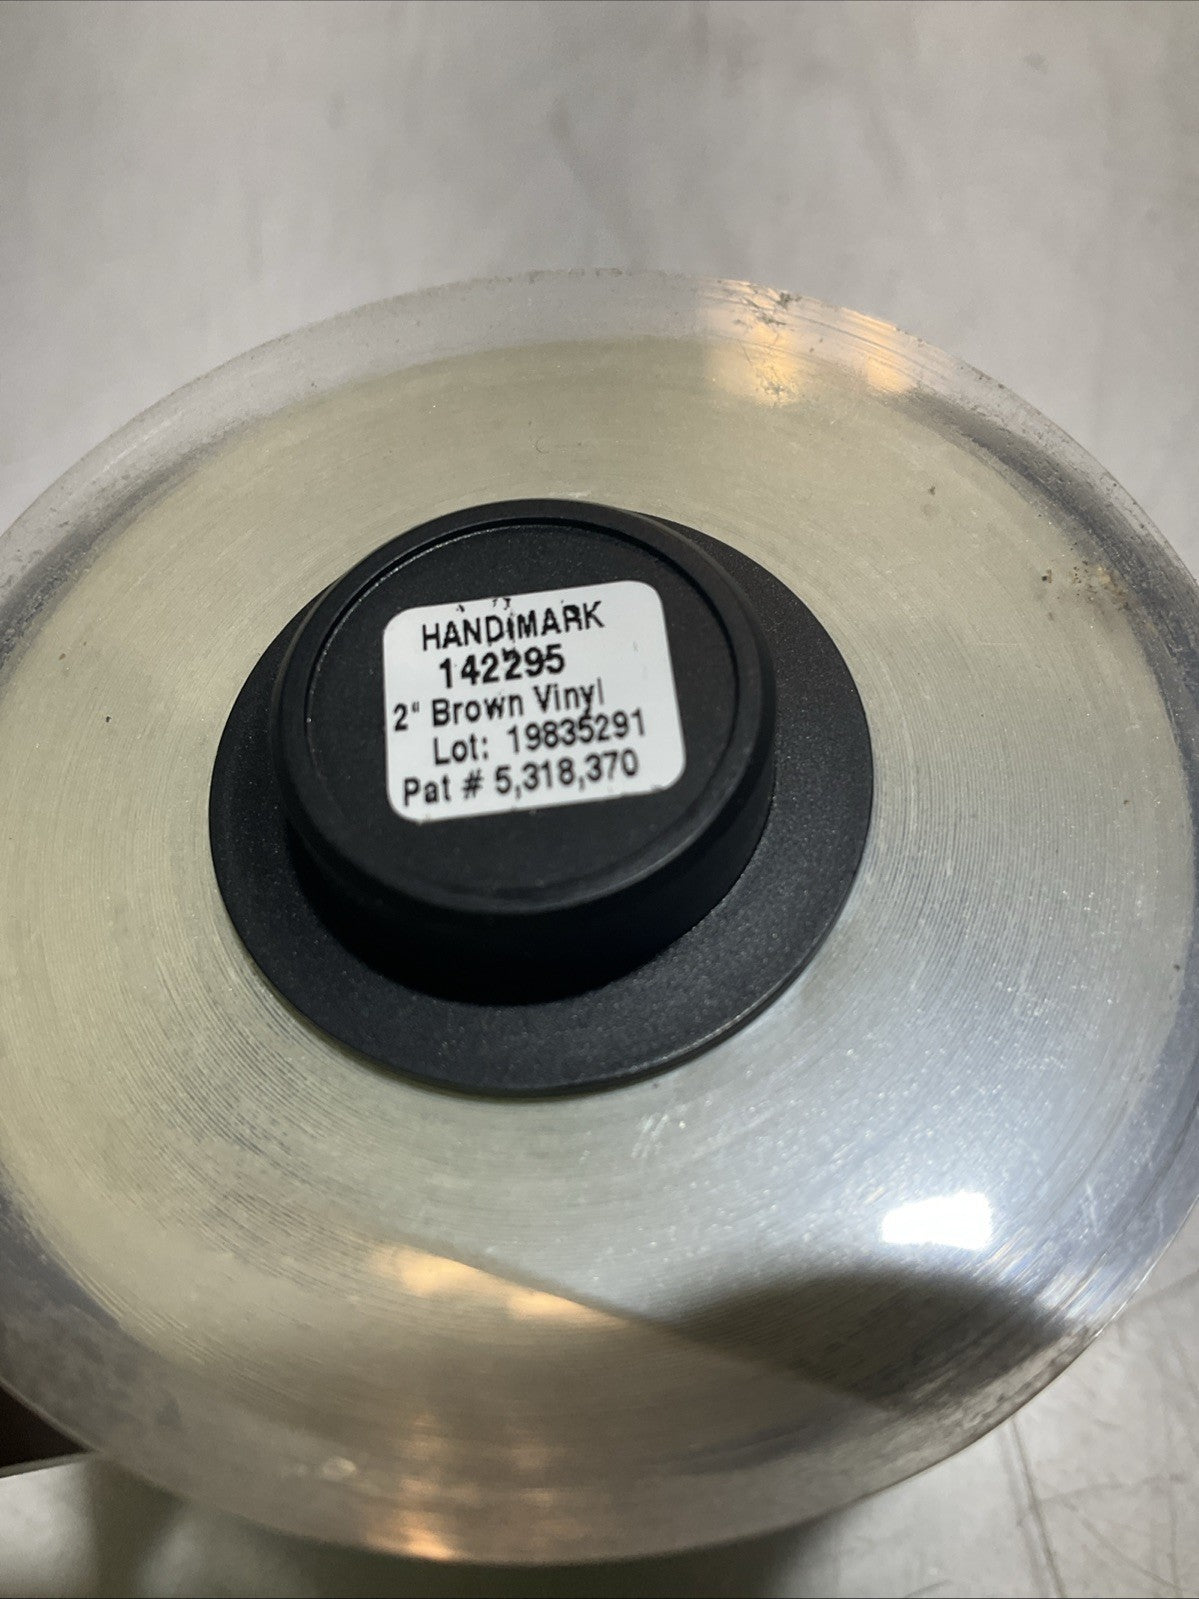 HANDIMARK
142295
2" Brown Vinyl
Lot: 19835291
Pat # 5,318,370